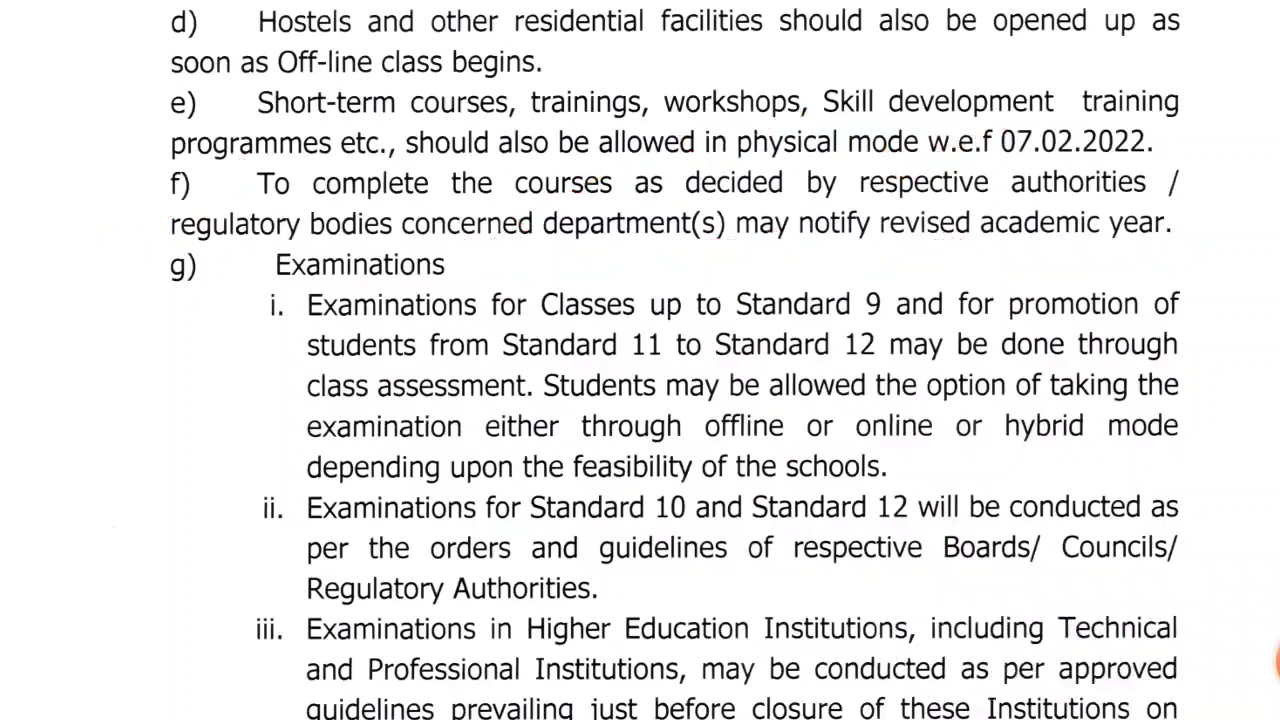 d) Hostels and other residential facilities should also be opened up as
soon as Off-line class begins.
e) Short-term courses, trainings, workshops, Skill development training
programmes etc., should also be allowed in physical mode w.e.f 07.02.2022.
f) To complete the courses as decided by respective authorities /
regulatory bodies concerned department(s) may notify revised academic year.
g) Examinations
i. Examinations for Classes up to Standard 9 and for promotion of
students from Standard 11 to Standard 12 may be done through
class assessment. Students may be allowed the option of taking the
examination either through offline or online or hybrid mode
depending upon the feasibility of the schools.
ii. Examinations for Standard 10 and Standard 12 will be conducted as
per the orders and guidelines of respective Boards/ Councils/
Regulatory Authorities.
iii. Examinations in Higher Education Institutions, including Technical
and Professional Institutions, may be conducted as per approved
guidelines prevailing just before closure of these Institutions on